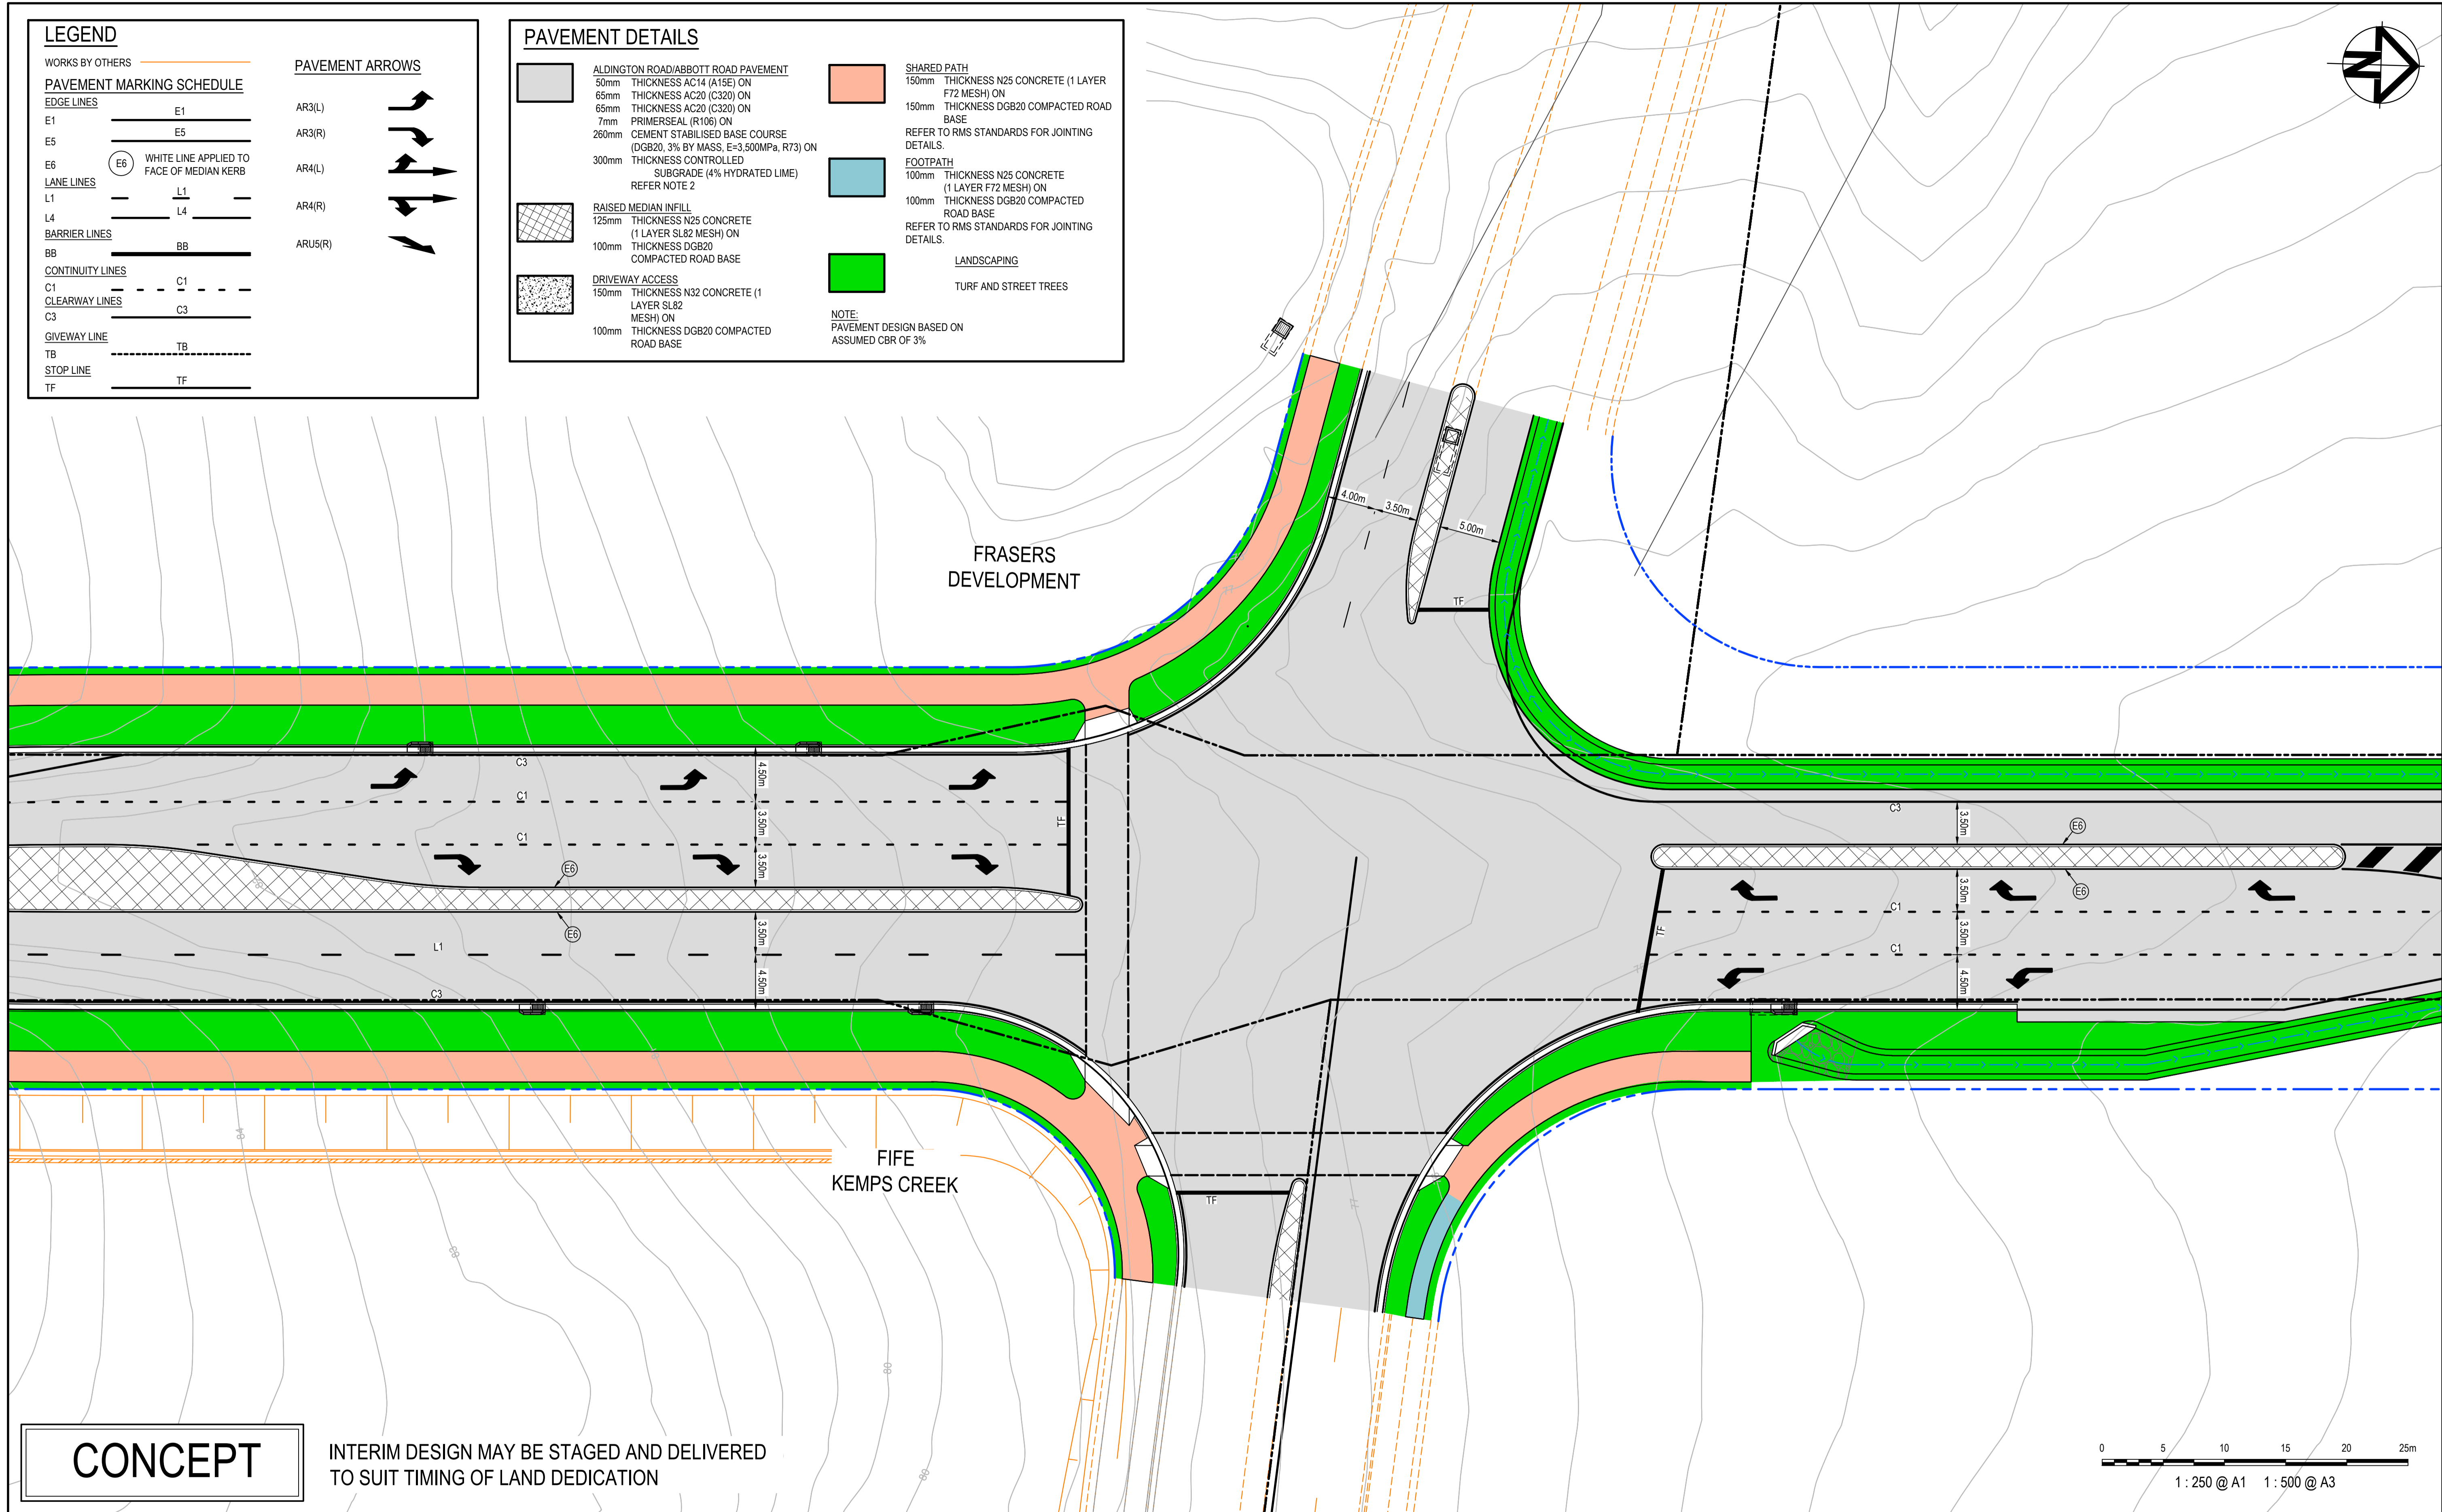 LEGEND
WORKS BY OTHERS
PAVEMENT MARKING SCHEDULE
EDGE LINES
E1
E1
E5
E5
E6
E6
WHITE LINE APPLIED TO
FACE OF MEDIAN KERB
LANE LINES
L1
L1
L4
L4
BARRIER LINES
BB
BB
CONTINUITY LINES
C1
C1
CLEARWAY LINES
C3
C3
GIVEWAY LINE
TB
TB
STOP LINE
TF
TF
PAVEMENT ARROWS
AR3(L)
AR3(R)
AR4(L)
AR4(R)
ARU5(R)
PAVEMENT DETAILS
ALDINGTON ROAD/ABBOTT ROAD PAVEMENT
50mm THICKNESS AC14 (A15E) ON
65mm THICKNESS AC20 (C320) ON
65mm THICKNESS AC20 (C320) ON
7mm PRIMERSEAL (R106) ON
260mm CEMENT STABILISED BASE COURSE
(DGB20, 3% BY MASS, E=3,500MPa, R73) ON
300mm THICKNESS CONTROLLED
SUBGRADE (4% HYDRATED LIME)
REFER NOTE 2
RAISED MEDIAN INFILL
125mm THICKNESS N25 CONCRETE
(1 LAYER SL82 MESH) ON
100mm THICKNESS DGB20
COMPACTED ROAD BASE
DRIVEWAY ACCESS
150mm THICKNESS N32 CONCRETE (1
LAYER SL82
MESH) ON
100mm THICKNESS DGB20 COMPACTED
ROAD BASE
SHARED PATH
150mm THICKNESS N25 CONCRETE (1 LAYER
F72 MESH) ON
150mm THICKNESS DGB20 COMPACTED ROAD
BASE
REFER TO RMS STANDARDS FOR JOINTING
DETAILS.
FOOTPATH
100mm THICKNESS N25 CONCRETE
(1 LAYER F72 MESH) ON
100mm THICKNESS DGB20 COMPACTED
ROAD BASE
REFER TO RMS STANDARDS FOR JOINTING
DETAILS.
LANDSCAPING
TURF AND STREET TREES
NOTE:
PAVEMENT DESIGN BASED ON
ASSUMED CBR OF 3%
N
4.00m
3.50m
5.00m
FRASERS
DEVELOPMENT
TF
C3
4.50m
C1
3.50m
TF
C1
3.50m
E6
3.50m
E6
L1
4.50m
C3
C3
3.50m
E6
3.50m
E6
C1
3.50m
TF
C1
4.50m
84
FIFE
KEMPS CREEK
TF
77
83
80
80
CONCEPT
INTERIM DESIGN MAY BE STAGED AND DELIVERED
TO SUIT TIMING OF LAND DEDICATION
0 5 10 15 20 25m
1 : 250 @ A1 1 : 500 @ A3